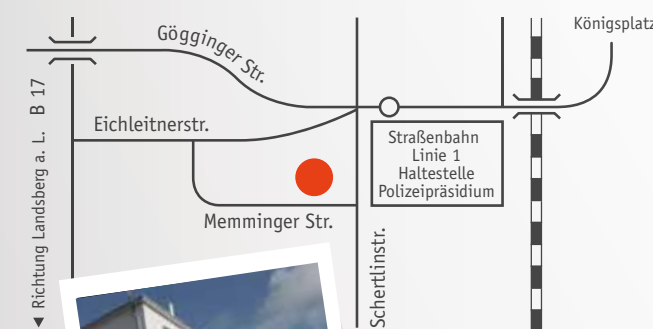 Königsplatz
Gögginger Str.
◄ Richtung Landsberg a. L. B 17
Eichleitnerstr.
Straßenbahn
Linie 1
Haltestelle
Polizeipräsidium
Memminger Str.
Schertlinstr.